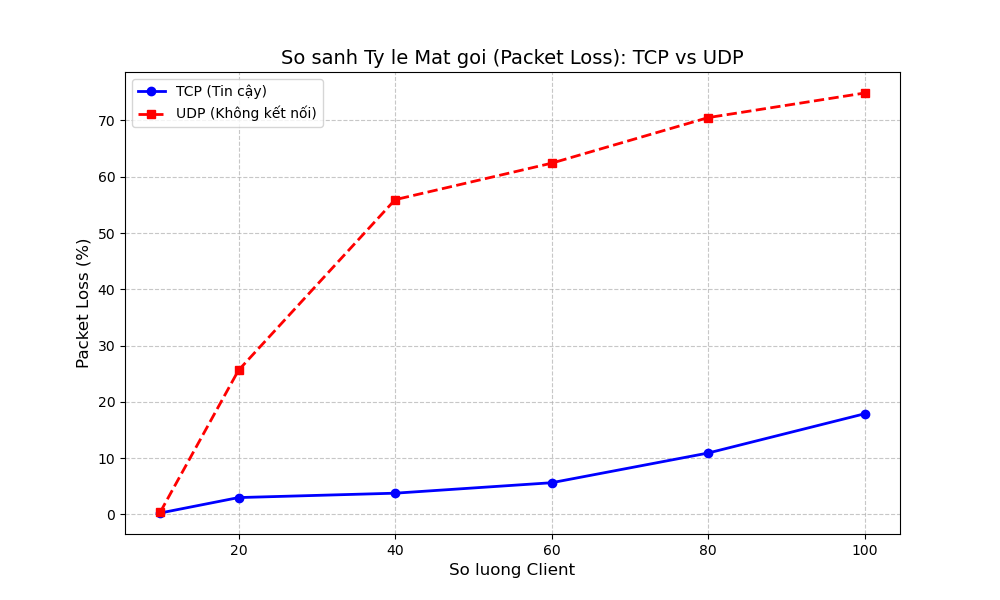 So sanh Ty le Mat goi (Packet Loss): TCP vs UDP
TCP (Tin cậy)
UDP (Không kết nối)
Packet Loss (%)
70
60
50
40
30
20
10
0
20 40 60 80 100
So luong Client